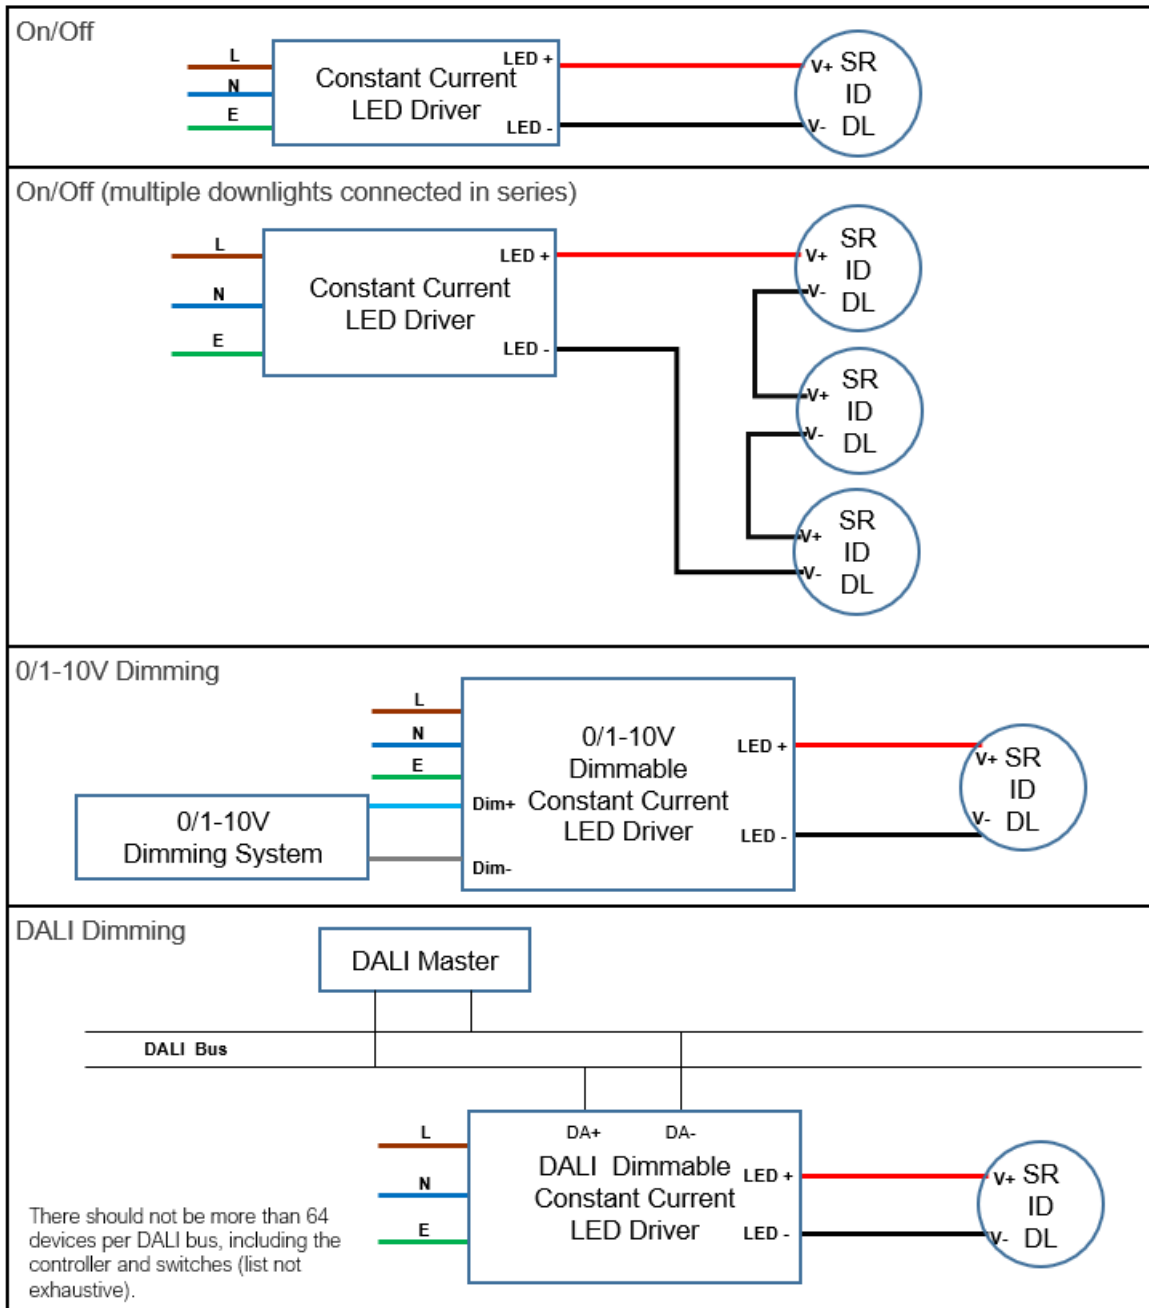 On/Off
L
N
E
Constant Current
LED Driver
LED +
LED -
V+ SR
ID
V- DL
On/Off (multiple downlights connected in series)
L
N
E
Constant Current
LED Driver
LED +
LED -
SR
V+
ID
V-
DL
SR
V+
ID
V-
DL
SR
V+
ID
V-
DL
0/1-10V Dimming
L
N
E
0/1-10V
Dimming System
Dim+
Dim-
0/1-10V
Dimmable
Constant Current
LED Driver
LED +
LED -
V+ SR
ID
V- DL
DALI Dimming
DALI Master
DALI Bus
L
N
E
DA+ DA-
DALI Dimmable
Constant Current
LED Driver
LED +
LED -
V+ SR
ID
V- DL
There should not be more than 64
devices per DALI bus, including the
controller and switches (list not
exhaustive).